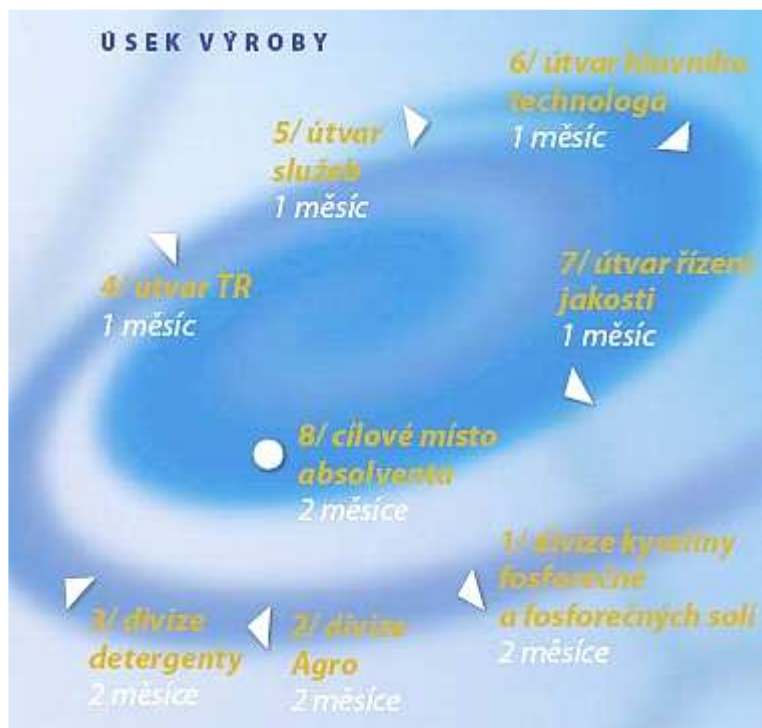 ÚSEK VÝROBY
6/ útvar hlavního
technologa
1 měsíc
5/ útvar
služeb
1 měsíc
7/ útvar řízení
jakosti
1 měsíc
4/ útvar TŘ
1 měsíc
8/ cílové místo
absolventa
2 měsíce
1/ divize kyseliny
fosforečné
a fosforečných solí
2 měsíce
2/ divize
Agro
2 měsíce
3/ divize
detergenty
2 měsíce